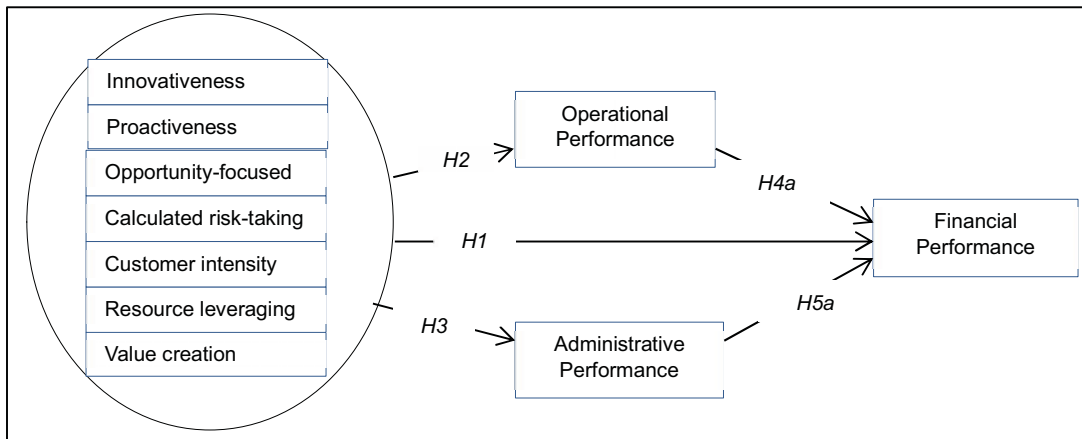 Innovativeness
Proactiveness
Opportunity-focused
Calculated risk-taking
Customer intensity
Resource leveraging
Value creation
H2
H1
H3
Operational
Performance
Administrative
Performance
H4a
H5a
Financial
Performance